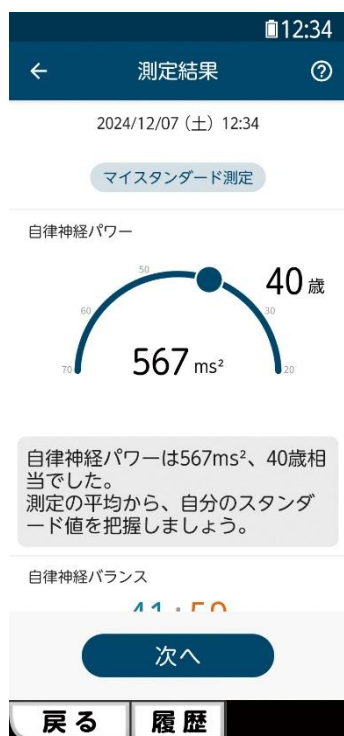 12:34
測定結果
2024/12/07（土）12:34
マイスタンダード測定
自律神経パワー
50
40歳
60
30
567 ms²
70
20
自律神経パワーは567ms²、40歳相
当でした。
測定の平均から、自分のスタンダ
ード値を把握しましょう。
自律神経バランス
次へ
戻る
履歴